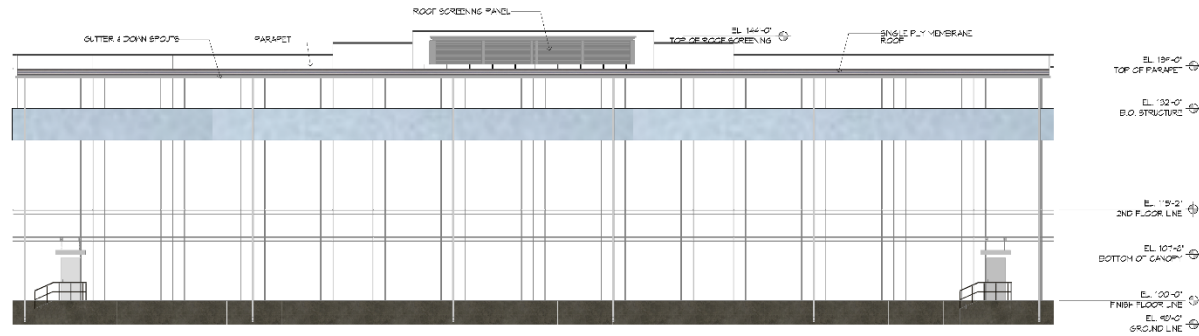 ROOF SCREENING PANEL
GUTTER & DOWN SPOUTS
PARAPET
EL. 144'-0"
TOP OF ROOF SCREENING
SINGLE PLY MEMBRANE
ROOF
TOP OF PARAPET
EL. 132'-0"
B.O. STRUCTURE
2ND FLOOR LINE
BOTTOM OF CANOPY
EL. 100'-0"
FINISH FLOOR LINE
GROUND LINE